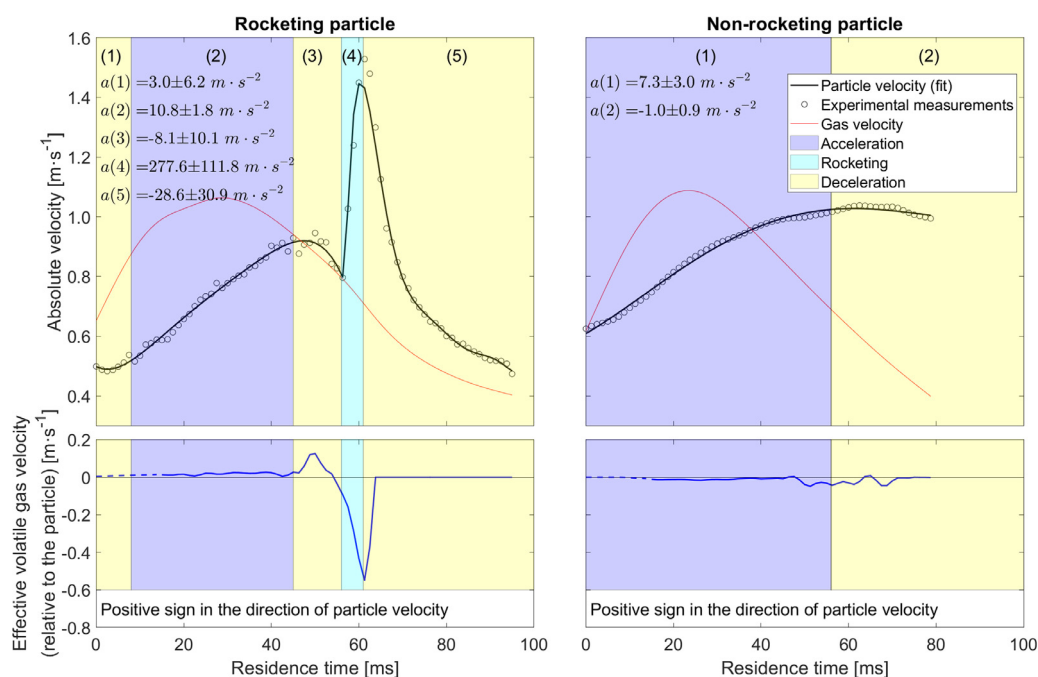 Rocketing particle
Non-rocketing particle
1.6
1.4
1.2
1.0
0.8
0.6
0.4
Absolute velocity [m·s-1]
(1)
(2)
(3)
(4)
(5)
a(1) =3.0±6.2 m · s−2
a(2) =10.8±1.8 m · s−2
a(3) =-8.1±10.1 m · s−2
a(4) =277.6±111.8 m · s−2
a(5) =-28.6±30.9 m · s−2
(1)
(2)
a(1) =7.3±3.0 m · s−2
a(2) =-1.0±0.9 m · s−2
Particle velocity (fit)
Experimental measurements
Gas velocity
Acceleration
Rocketing
Deceleration
0.2
0
-0.2
-0.4
-0.6
-0.8
Effective volatile gas velocity
(relative to the particle) [m·s-1]
Positive sign in the direction of particle velocity
Positive sign in the direction of particle velocity
0 20 40 60 80 100
0 20 40 60 80 100
Residence time [ms]
Residence time [ms]